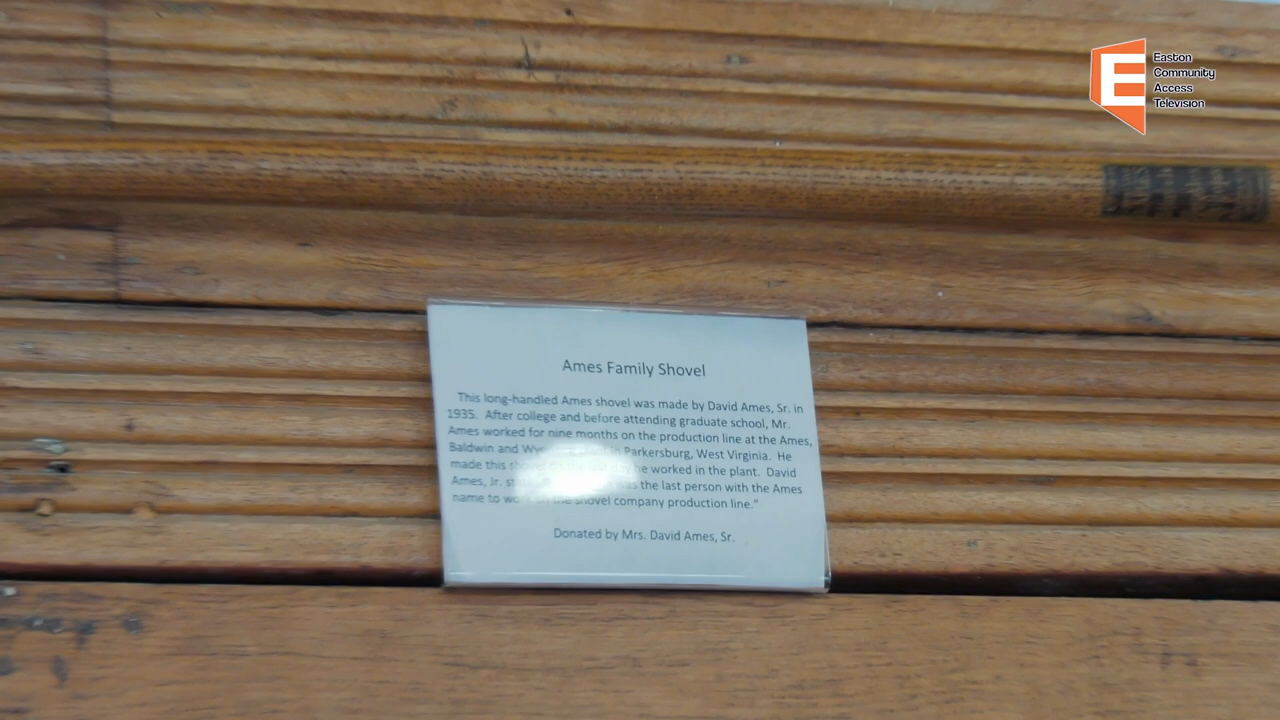 Easton
Community
Access
Television
Ames Family Shovel
This long-handled Ames shovel was made by David Ames, Sr. in
1935. After college and before attending graduate school, Mr.
Ames worked for nine months on the production line at the Ames,
Baldwin and Parkersburg, West Virginia. He
made this he worked in the plant. David
Ames, Jr. the last person with the Ames
name to work on the shovel company production line."
Donated by Mrs. David Ames, Sr.